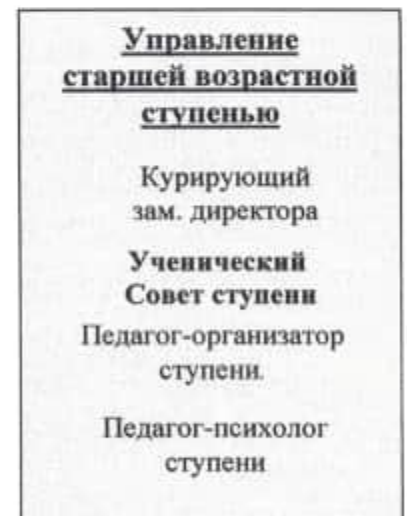 Управление
старшей возрастной
ступенью
Курирующий
зам. директора
Ученический
Совет ступени
Педагог-организатор
ступени.
Педагог-психолог
ступени